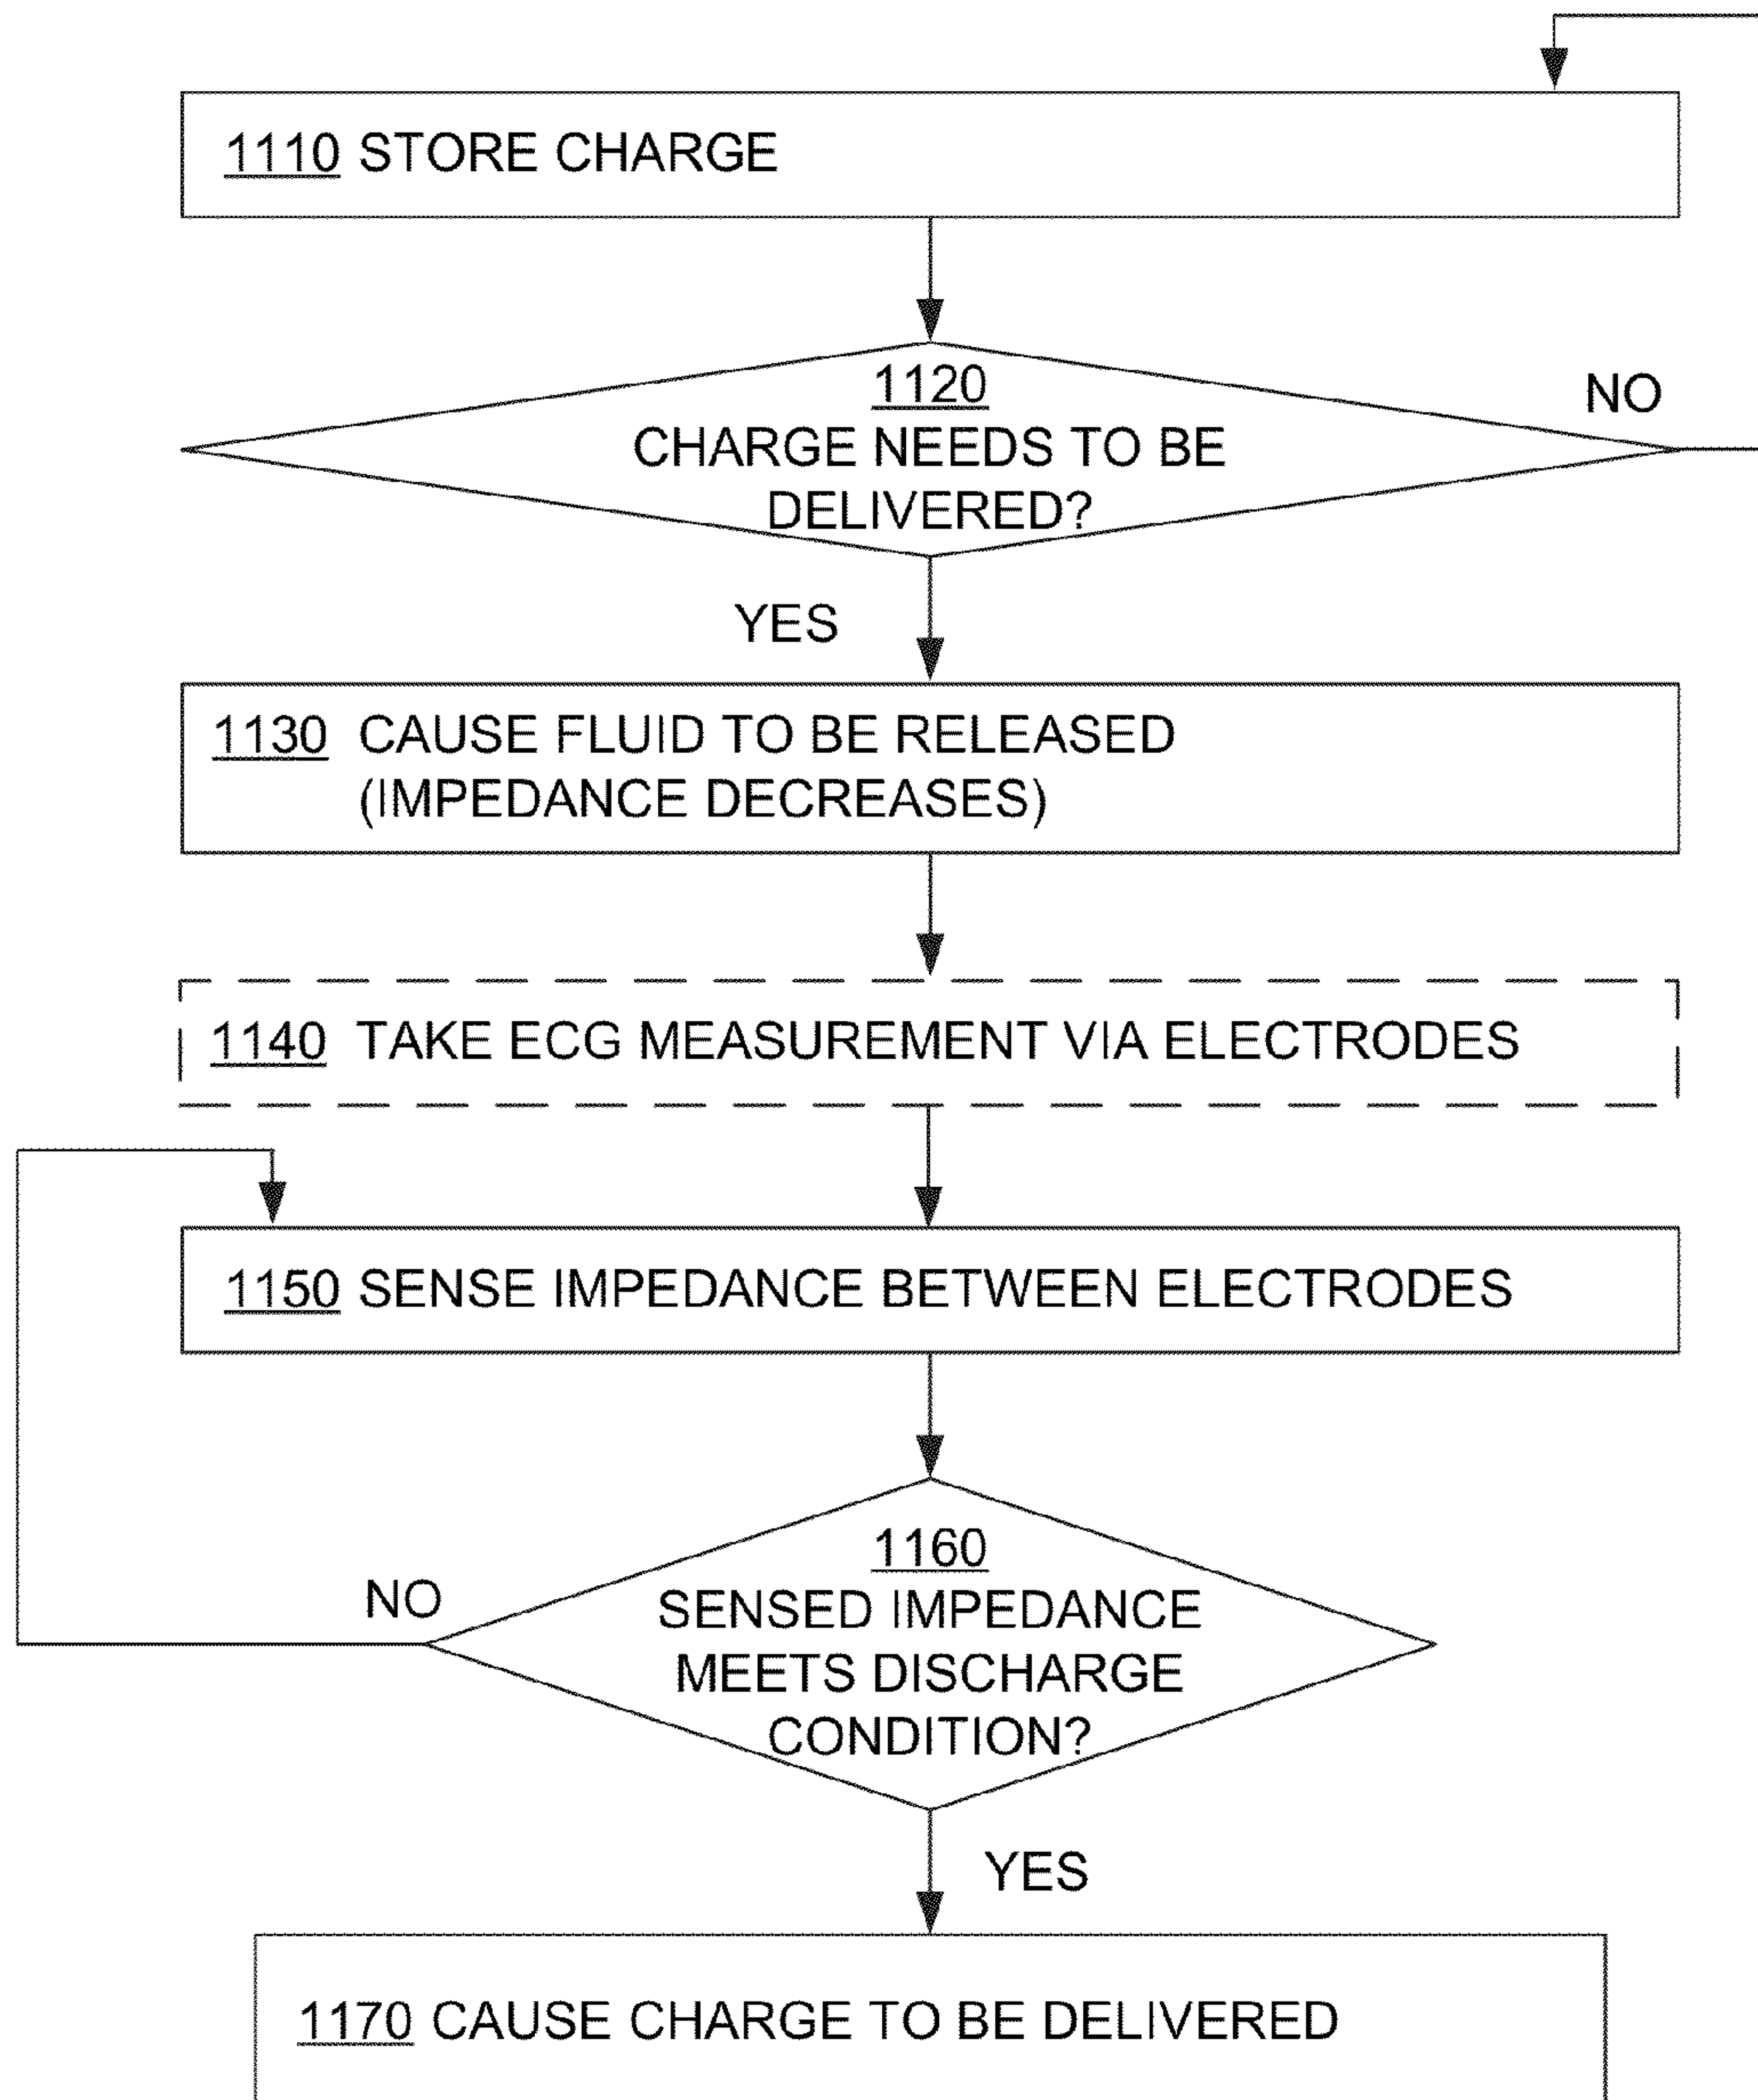 1110 STORE CHARGE
1120
NO
CHARGE NEEDS TO BE
DELIVERED?
YES
1130 CAUSE FLUID TO BE RELEASED
(IMPEDANCE DECREASES)
1140 TAKE ECG MEASUREMENT VIA ELECTRODES
1150 SENSE IMPEDANCE BETWEEN ELECTRODES
1160
NO
SENSED IMPEDANCE
MEETS DISCHARGE
CONDITION?
YES
1170 CAUSE CHARGE TO BE DELIVERED